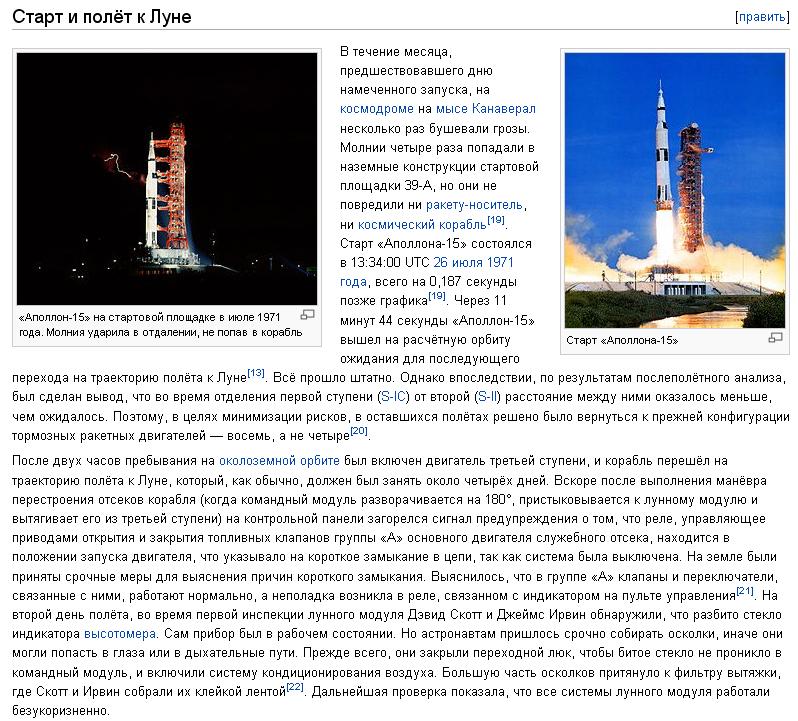 Старт и полёт к Луне
[править]
«Аполлон-15» на стартовой площадке в июле 1971
года. Молния ударила в отдалении, не попав в корабль
В течение месяца,
предшествовавшего дню
намеченного запуска, на
космодроме на мысе Канаверал
несколько раз бушевали грозы.
Молнии четыре раза попадали в
наземные конструкции стартовой
площадки 39-А, но они не
повредили ни ракету-носитель,
ни космический корабль[19].
Старт «Аполлона-15» состоялся
в 13:34:00 UTC 26 июля 1971
года, всего на 0,187 секунды
позже графика[19]. Через 11
минут 44 секунды «Аполлон-15»
вышел на расчётную орбиту
ожидания для последующего
Старт «Аполлона-15»
перехода на траекторию полёта к Луне[13]. Всё прошло штатно. Однако впоследствии, по результатам послеполётного анализа,
был сделан вывод, что во время отделения первой ступени (S-IC) от второй (S-II) расстояние между ними оказалось меньше,
чем ожидалось. Поэтому, в целях минимизации рисков, в оставшихся полётах решено было вернуться к прежней конфигурации
тормозных ракетных двигателей — восемь, а не четыре[20].
После двух часов пребывания на околоземной орбите был включен двигатель третьей ступени, и корабль перешёл на
траекторию полёта к Луне, который, как обычно, должен был занять около четырёх дней. Вскоре после выполнения манёвра
перестроения отсеков корабля (когда командный модуль разворачивается на 180°, пристыковывается к лунному модулю и
вытягивает его из третьей ступени) на контрольной панели загорелся сигнал предупреждения о том, что реле, управляющее
приводами открытия и закрытия топливных клапанов группы «А» основного двигателя служебного отсека, находится в
положении запуска двигателя, что указывало на короткое замыкание в цепи, так как система была выключена. На земле были
приняты срочные меры для выяснения причин короткого замыкания. Выяснилось, что в группе «А» клапаны и переключатели,
связанные с ними, работают нормально, а неполадка возникла в реле, связанном с индикатором на пульте управления[21]. На
второй день полёта, во время первой инспекции лунного модуля Дэвид Скотт и Джеймс Ирвин обнаружили, что разбито стекло
индикатора высотомера. Сам прибор был в рабочем состоянии. Но астронавтам пришлось срочно собирать осколки, иначе они
могли попасть в глаза или в дыхательные пути. Прежде всего, они закрыли переходной люк, чтобы битое стекло не проникло в
командный модуль, и включили систему кондиционирования воздуха. Большую часть осколков притянуло к фильтру вытяжки,
где Скотт и Ирвин собрали их клейкой лентой[22]. Дальнейшая проверка показала, что все системы лунного модуля работали
безукоризненно.